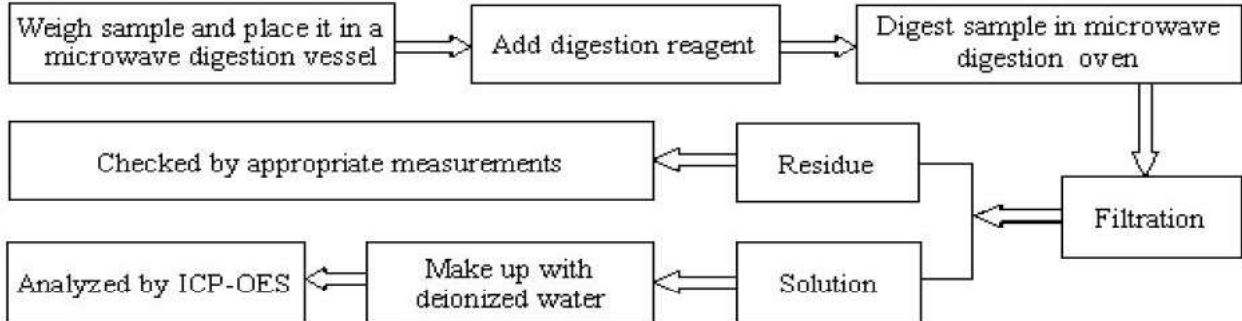 Weigh sample and place it in a
microwave digestion vessel
Add digestion reagent
Digest sample in microwave
digestion oven
Filtration
Residue
Checked by appropriate measurements
Solution
Make up with
deionized water
Analyzed by ICP-OES